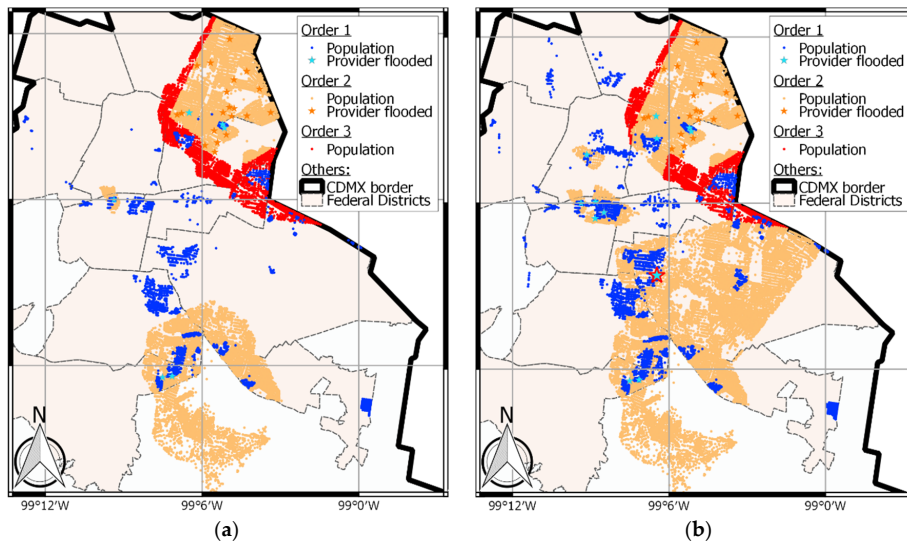 Order 1
Population
Provider flooded
Order 2
Population
Provider flooded
Order 3
Population
Others:
CDMX border
Federal Districts
N
99°12'W
99°6'W
99°0'W
(a)
Order 1
Population
Provider flooded
Order 2
Population
Provider flooded
Order 3
Population
Others:
CDMX border
Federal Districts
N
99°12'W
99°6'W
99°0'W
(b)